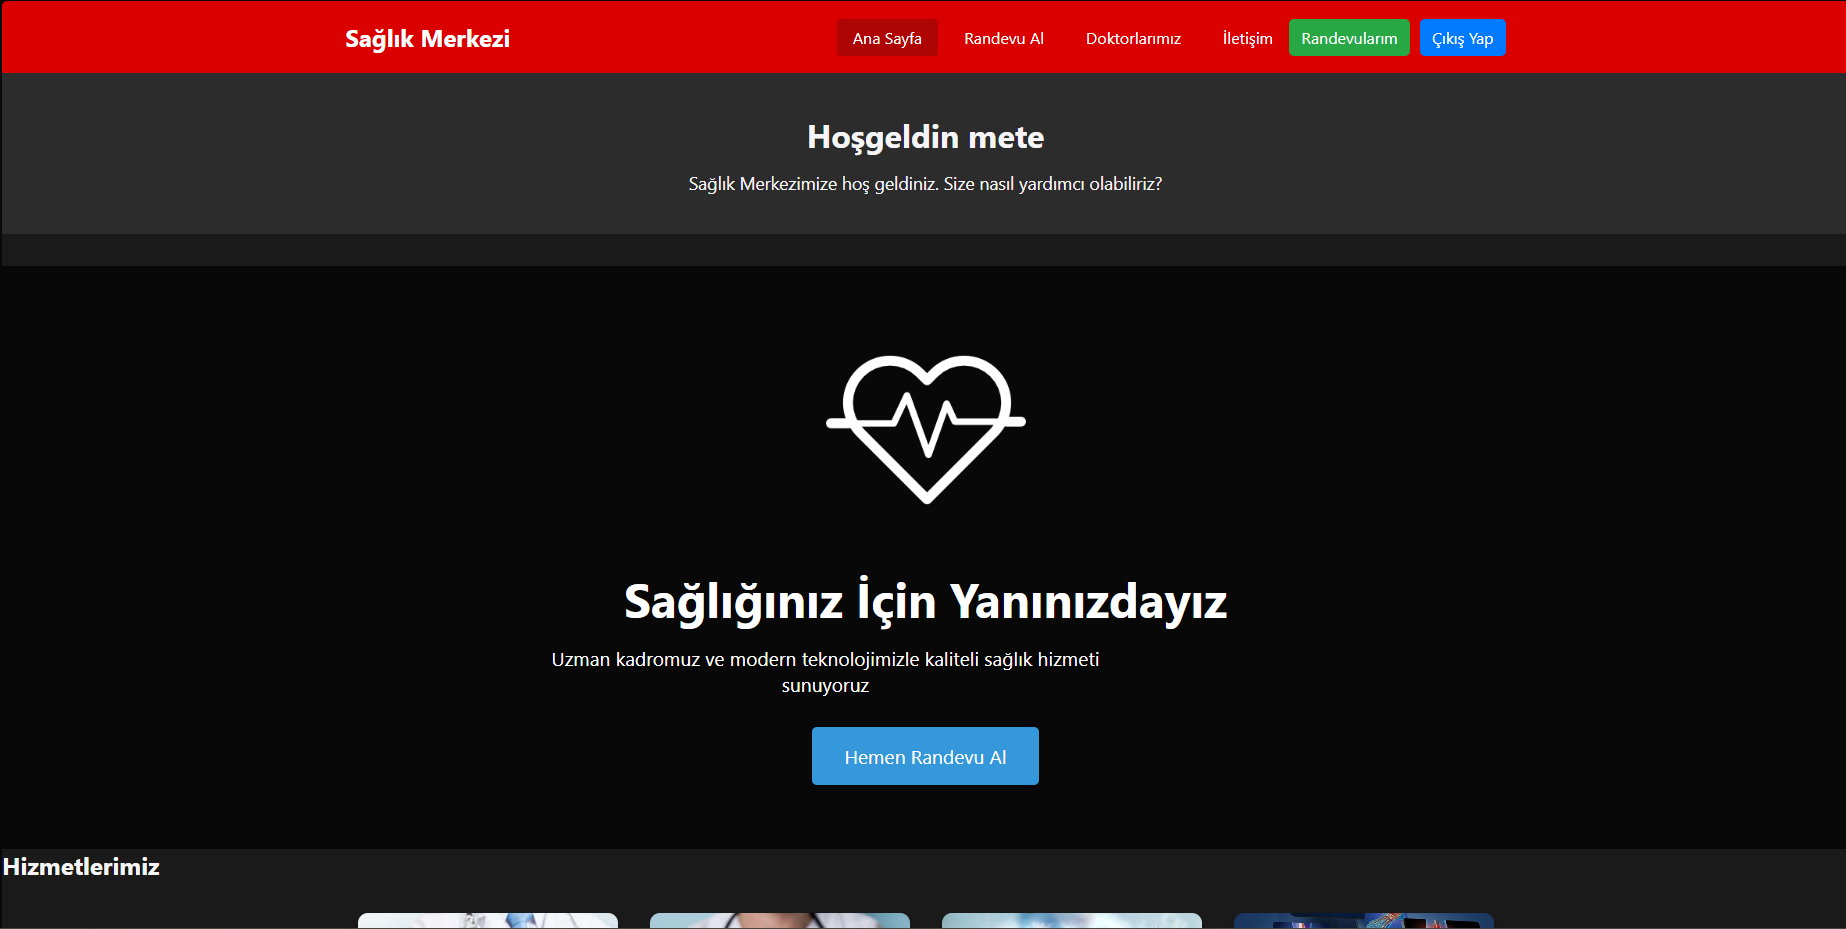 Sağlık Merkezi
Ana Sayfa
Randevu Al
Doktorlarımız
İletişim
Randevularım
Çıkış Yap
Hoşgeldin mete
Sağlık Merkezimize hoş geldiniz. Size nasıl yardımcı olabiliriz?
Sağlığınız İçin Yanınızdayız
Uzman kadromuz ve modern teknolojimizle kaliteli sağlık hizmeti
sunuyoruz
Hemen Randevu Al
Hizmetlerimiz